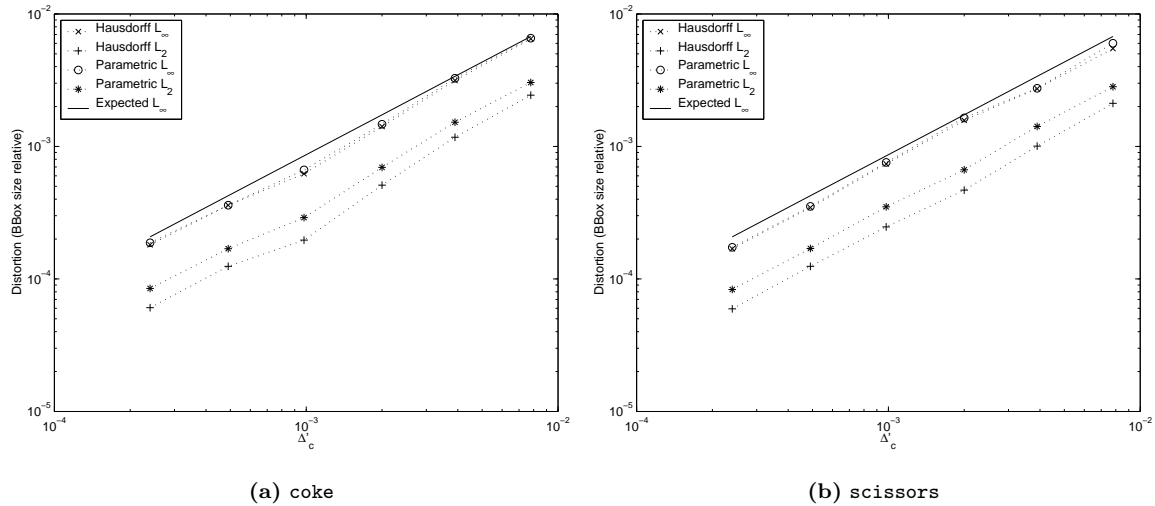 10⁻²
10⁻³
10⁻⁴
10⁻⁵
Distortion (BBox size relative)
Hausdorff L∞
Hausdorff L₂
Parametric L∞
Parametric L₂
Expected L∞
10⁻⁴
10⁻³
10⁻²
Δ'c
(a) coke
10⁻²
10⁻³
10⁻⁴
10⁻⁵
Distortion (BBox size relative)
Hausdorff L∞
Hausdorff L₂
Parametric L∞
Parametric L₂
Expected L∞
10⁻⁴
10⁻³
10⁻²
Δ'c
(b) scissors